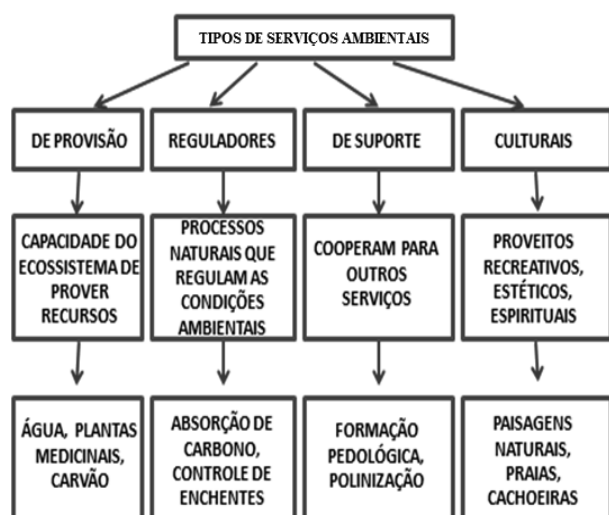 TIPOS DE SERVIÇOS AMBIENTAIS
DE PROVISÃO
REGULADORES
DE SUPORTE
CULTURAIS
CAPACIDADE DO
ECOSSISTEMA DE
PROVER
RECURSOS
PROCESSOS
NATURAIS QUE
REGULAM AS
CONDIÇÕES
AMBIENTAIS
COOPERAM PARA
OUTROS
SERVIÇOS
PROVEITOS
RECREATIVOS,
ESTÉTICOS,
ESPIRITUAIS
ÁGUA, PLANTAS
MEDICINAIS,
CARVÃO
ABSORÇÃO DE
CARBONO,
CONTROLE DE
ENCHENTES
FORMAÇÃO
PEDOLÓGICA,
POLINIZAÇÃO
PAISAGENS
NATURAIS,
PRAIAS,
CACHOEIRAS